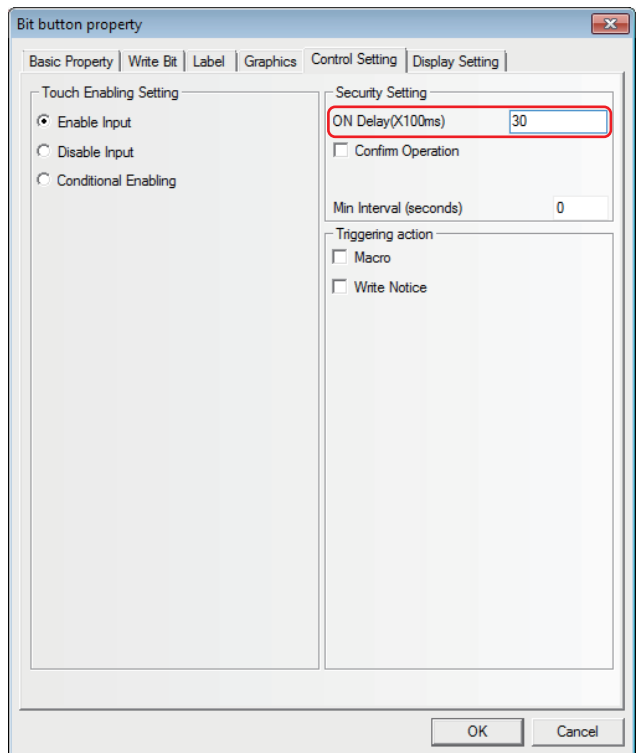 Bit button property
Basic Property Write Bit Label Graphics Control Setting Display Setting
Touch Enabling Setting
Enable Input
Disable Input
Conditional Enabling
Security Setting
ON Delay(X100ms) 30
Confirm Operation
Min Interval (seconds) 0
Triggering action
Macro
Write Notice
OK Cancel